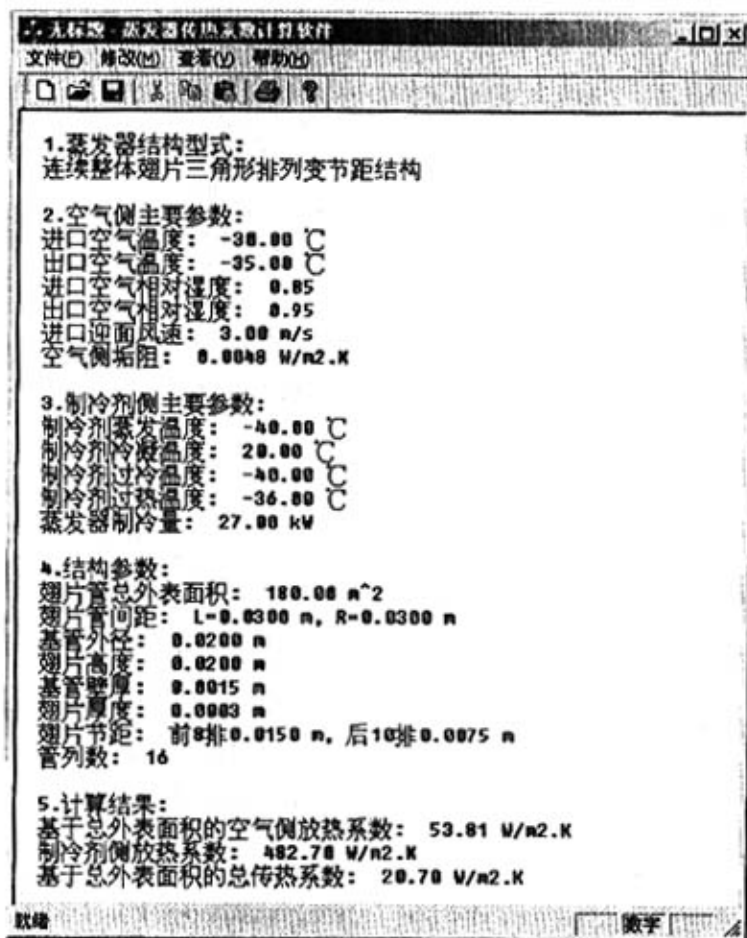 无标题 - 蒸发器传热系数计算软件
文件(F) 修改(M) 查看(V) 帮助(H)
1.蒸发器结构型式:
连续整体翅片三角形排列变节距结构
2.空气侧主要参数:
进口空气温度: -30.00 ℃
出口空气温度: -35.00 ℃
进口空气相对湿度: 0.85
出口空气相对湿度: 0.95
进口迎面风速: 3.00 m/s
空气侧垢阻: 0.0048 W/m2.K
3.制冷剂侧主要参数:
制冷剂蒸发温度: -40.00 ℃
制冷剂冷凝温度: 20.00 ℃
制冷剂过冷温度: -40.00 ℃
制冷剂过热温度: -36.00 ℃
蒸发器制冷量: 27.00 kW
4.结构参数:
翅片管总外表面积: 180.00 m^2
翅片管间距: L=0.0300 m, R=0.0300 m
基管外径: 0.0200 m
翅片高度: 0.0200 m
基管壁厚: 0.0015 m
翅片厚度: 0.0003 m
翅片节距: 前8排0.0150 m, 后10排0.0075 m
管列数: 16
5.计算结果:
基于总外表面积的空气侧放热系数: 53.81 W/m2.K
制冷剂侧放热系数: 482.70 W/m2.K
基于总外表面积的总传热系数: 20.70 W/m2.K
就绪
数字